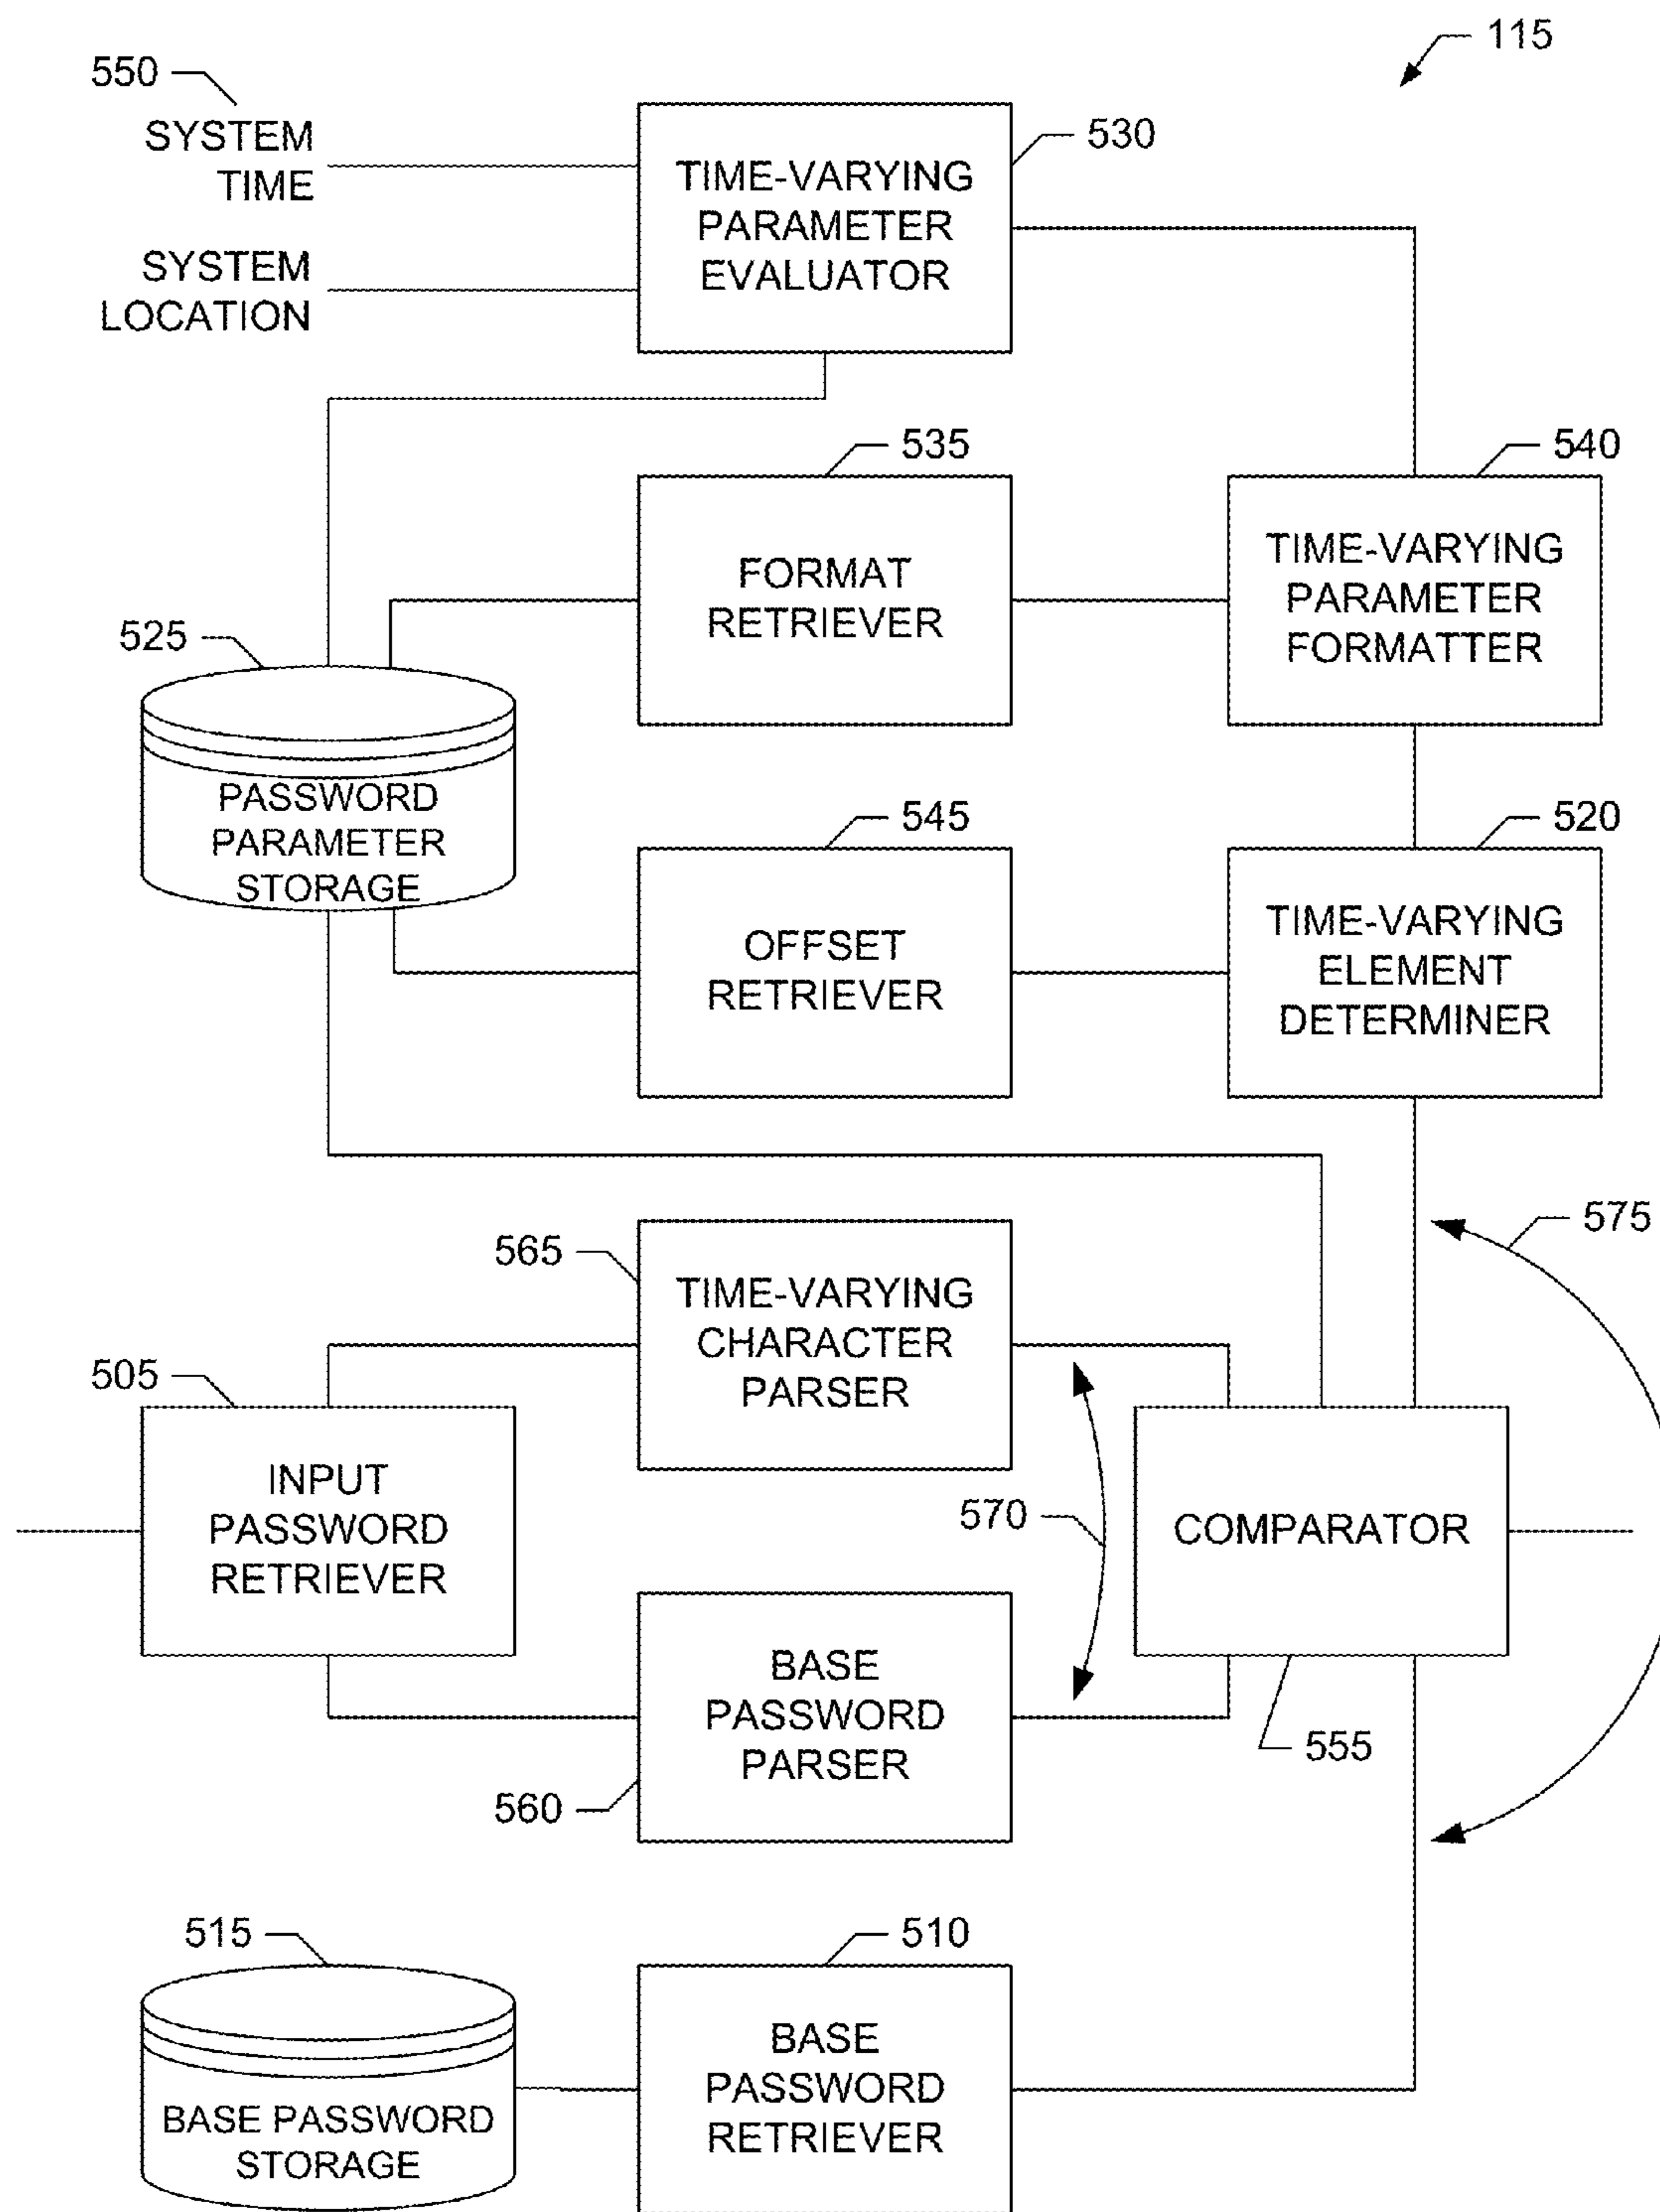 115
550
SYSTEM
TIME
530
TIME-VARYING
PARAMETER
EVALUATOR
SYSTEM
LOCATION
535
540
FORMAT
RETRIEVER
TIME-VARYING
PARAMETER
FORMATTER
525
PASSWORD
PARAMETER
STORAGE
545
520
OFFSET
RETRIEVER
TIME-VARYING
ELEMENT
DETERMINER
575
565
TIME-VARYING
CHARACTER
PARSER
505
INPUT
PASSWORD
RETRIEVER
570
COMPARATOR
BASE
PASSWORD
PARSER
555
560
515
510
BASE PASSWORD
STORAGE
BASE
PASSWORD
RETRIEVER